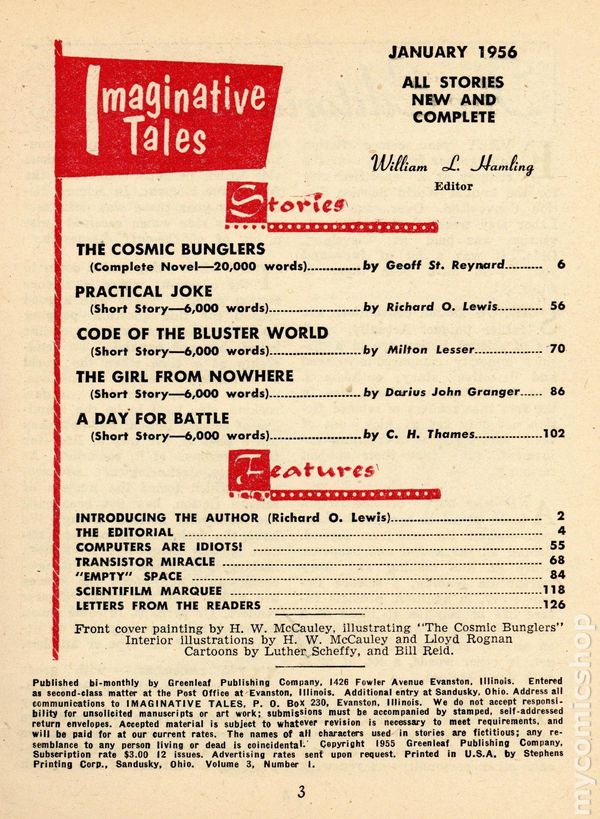 Imaginative
Tales
JANUARY 1956
ALL STORIES
NEW AND
COMPLETE
William L. Hamling
Editor
Stories
THE COSMIC BUNGLERS
(Complete Novel—20,000 words)..............by Geoff St. Reynard.......... 6
PRACTICAL JOKE
(Short Story—6,000 words).......................by Richard O. Lewis............ 56
CODE OF THE BLUSTER WORLD
(Short Story—6,000 words).......................by Milton Lesser.................. 70
THE GIRL FROM NOWHERE
(Short Story—6,000 words).......................by Darius John Granger...... 86
A DAY FOR BATTLE
(Short Story—6,000 words).......................by C. H. Thames.................102
Features
INTRODUCING THE AUTHOR (Richard O. Lewis)...................................... 2
THE EDITORIAL .............................................................................. 4
COMPUTERS ARE IDIOTS! .............................................................. 55
TRANSISTOR MIRACLE .................................................................. 68
"EMPTY" SPACE ............................................................................ 84
SCIENTIFILM MARQUEE .................................................................118
LETTERS FROM THE READERS .......................................................126
Front cover painting by H. W. McCauley, illustrating "The Cosmic Bunglers"
Interior illustrations by H. W. McCauley and Lloyd Rognan
Cartoons by Luther Scheffy, and Bill Reid.
Published bi-monthly by Greenleaf Publishing Company, 1426 Fowler Avenue Evanston, Illinois. Entered
as second-class matter at the Post Office at Evanston, Illinois. Additional entry at Sandusky, Ohio. Address all
communications to IMAGINATIVE TALES, P. O. Box 230, Evanston, Illinois. We do not accept responsi-
bility for unsolicited manuscripts or art work; submissions must be accompanied by stamped, self-addressed
return envelopes. Accepted material is subject to whatever revision is necessary to meet requirements, and
will be paid for at our current rates. The names of all characters used in stories are fictitious; any re-
semblance to any person living or dead is coincidental. Copyright 1955 Greenleaf Publishing Company,
Subscription rate $3.00 12 issues. Advertising rates sent upon request. Printed in U.S.A. by Stephens
Printing Corp., Sandusky, Ohio. Volume 3, Number 1.
3
mycomicshop